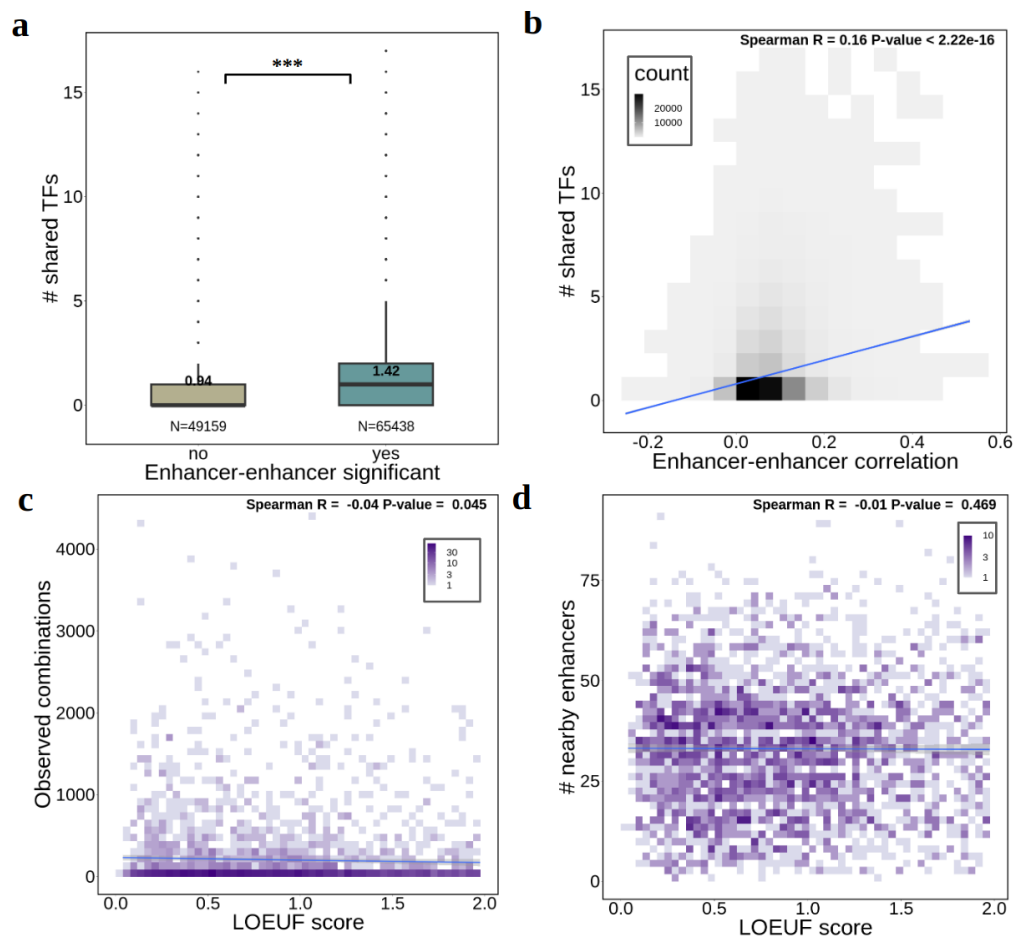 a
***
# shared TFs
15
10
5
0
0.94
1.42
N=49159
N=65438
no
yes
Enhancer-enhancer significant
b
Spearman R = 0.16 P-value < 2.22e-16
count
20000
10000
# shared TFs
15
10
5
0
-0.2
0.0
0.2
0.4
0.6
Enhancer-enhancer correlation
c
Spearman R = -0.04 P-value = 0.045
30
10
3
1
Observed combinations
4000
3000
2000
1000
0
0.0
0.5
1.0
1.5
2.0
LOEUF score
d
Spearman R = -0.01 P-value = 0.469
10
3
1
# nearby enhancers
75
50
25
0
0.0
0.5
1.0
1.5
2.0
LOEUF score